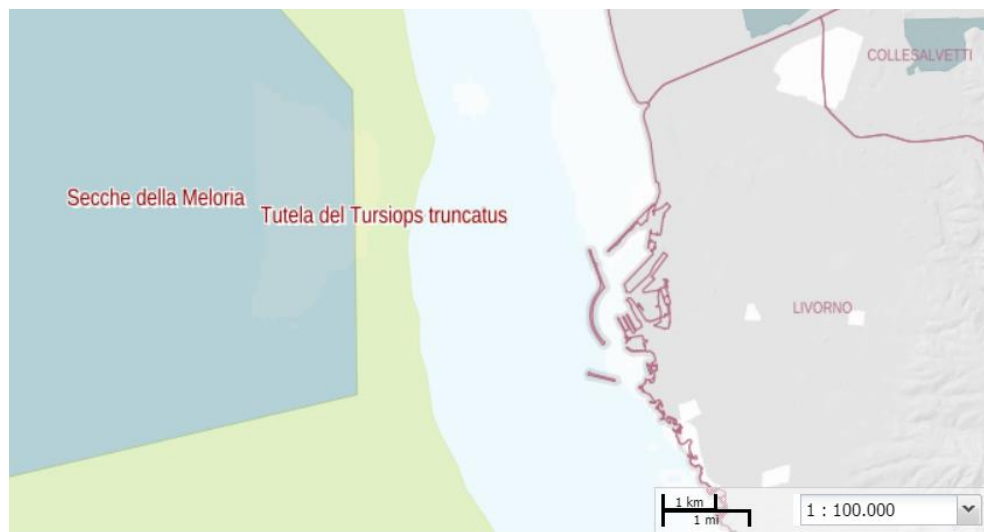 COLLESALVETTI
Secche della Meloria
Tutela del Tursiops truncatus
LIVORNO
1 km
1 mi
1 : 100.000